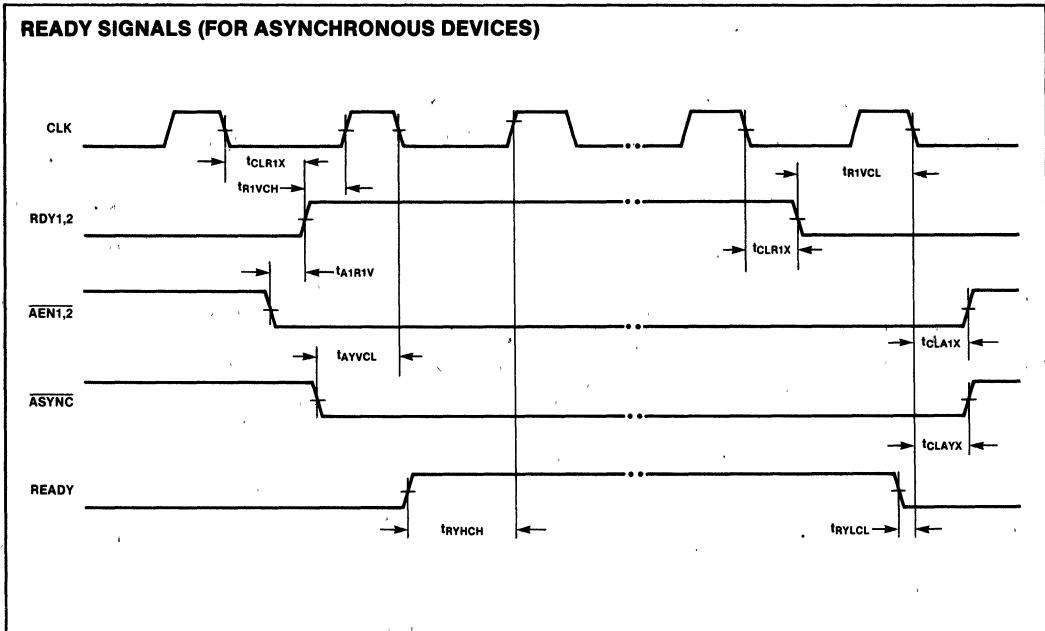 READY SIGNALS (FOR ASYNCHRONOUS DEVICES)
CLK
tCLR1X
tR1VCH
tR1VCL
RDY1,2
tCLR1X
tA1R1V
AEN1,2
tCLA1X
tAYVCL
ASYNC
tCLAYX
READY
tRYHCH
tRYLCL